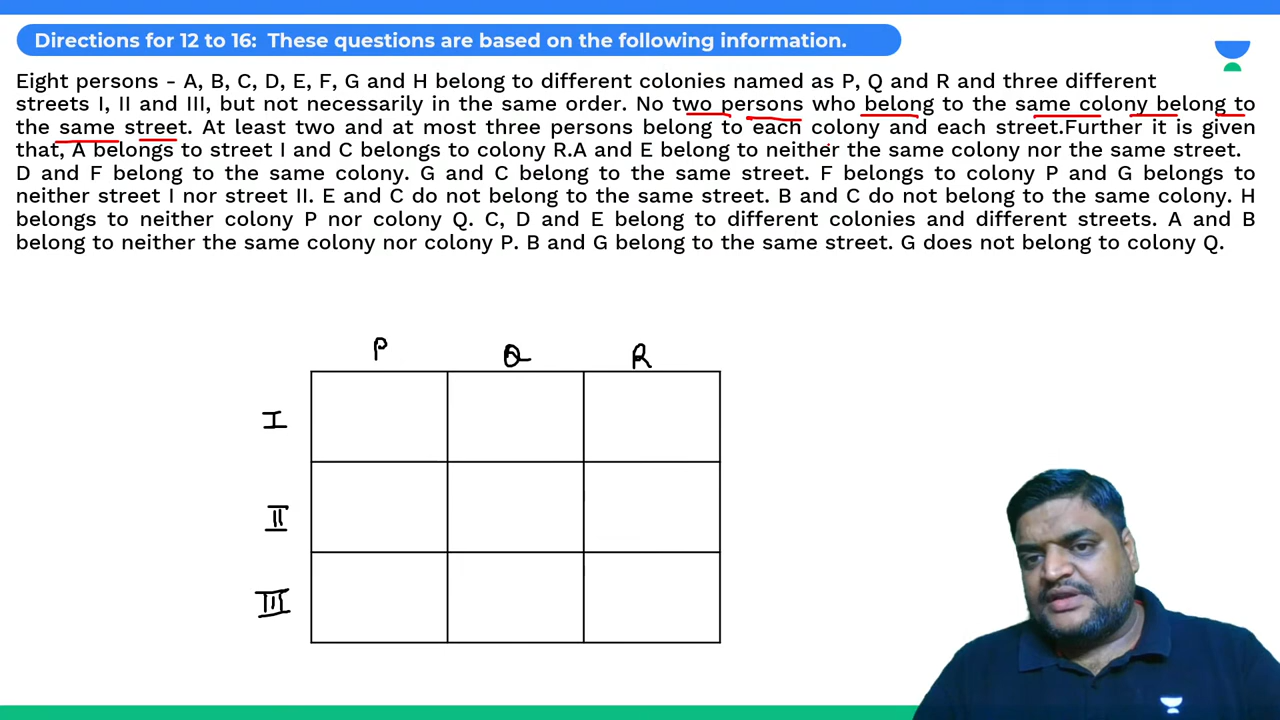 Directions for 12 to 16: These questions are based on the following information.
Eight persons - A, B, C, D, E, F, G and H belong to different colonies named as P, Q and R and three different
streets I, II and III, but not necessarily in the same order. No two persons who belong to the same colony belong to
the same street. At least two and at most three persons belong to each colony and each street.Further it is given
that, A belongs to street I and C belongs to colony R.A and E belong to neither the same colony nor the same street.
D and F belong to the same colony. G and C belong to the same street. F belongs to colony P and G belongs to
neither street I nor street II. E and C do not belong to the same street. B and C do not belong to the same colony. H
belongs to neither colony P nor colony Q. C, D and E belong to different colonies and different streets. A and B
belong to neither the same colony nor colony P. B and G belong to the same street. G does not belong to colony Q.
P Q R
I
II
III